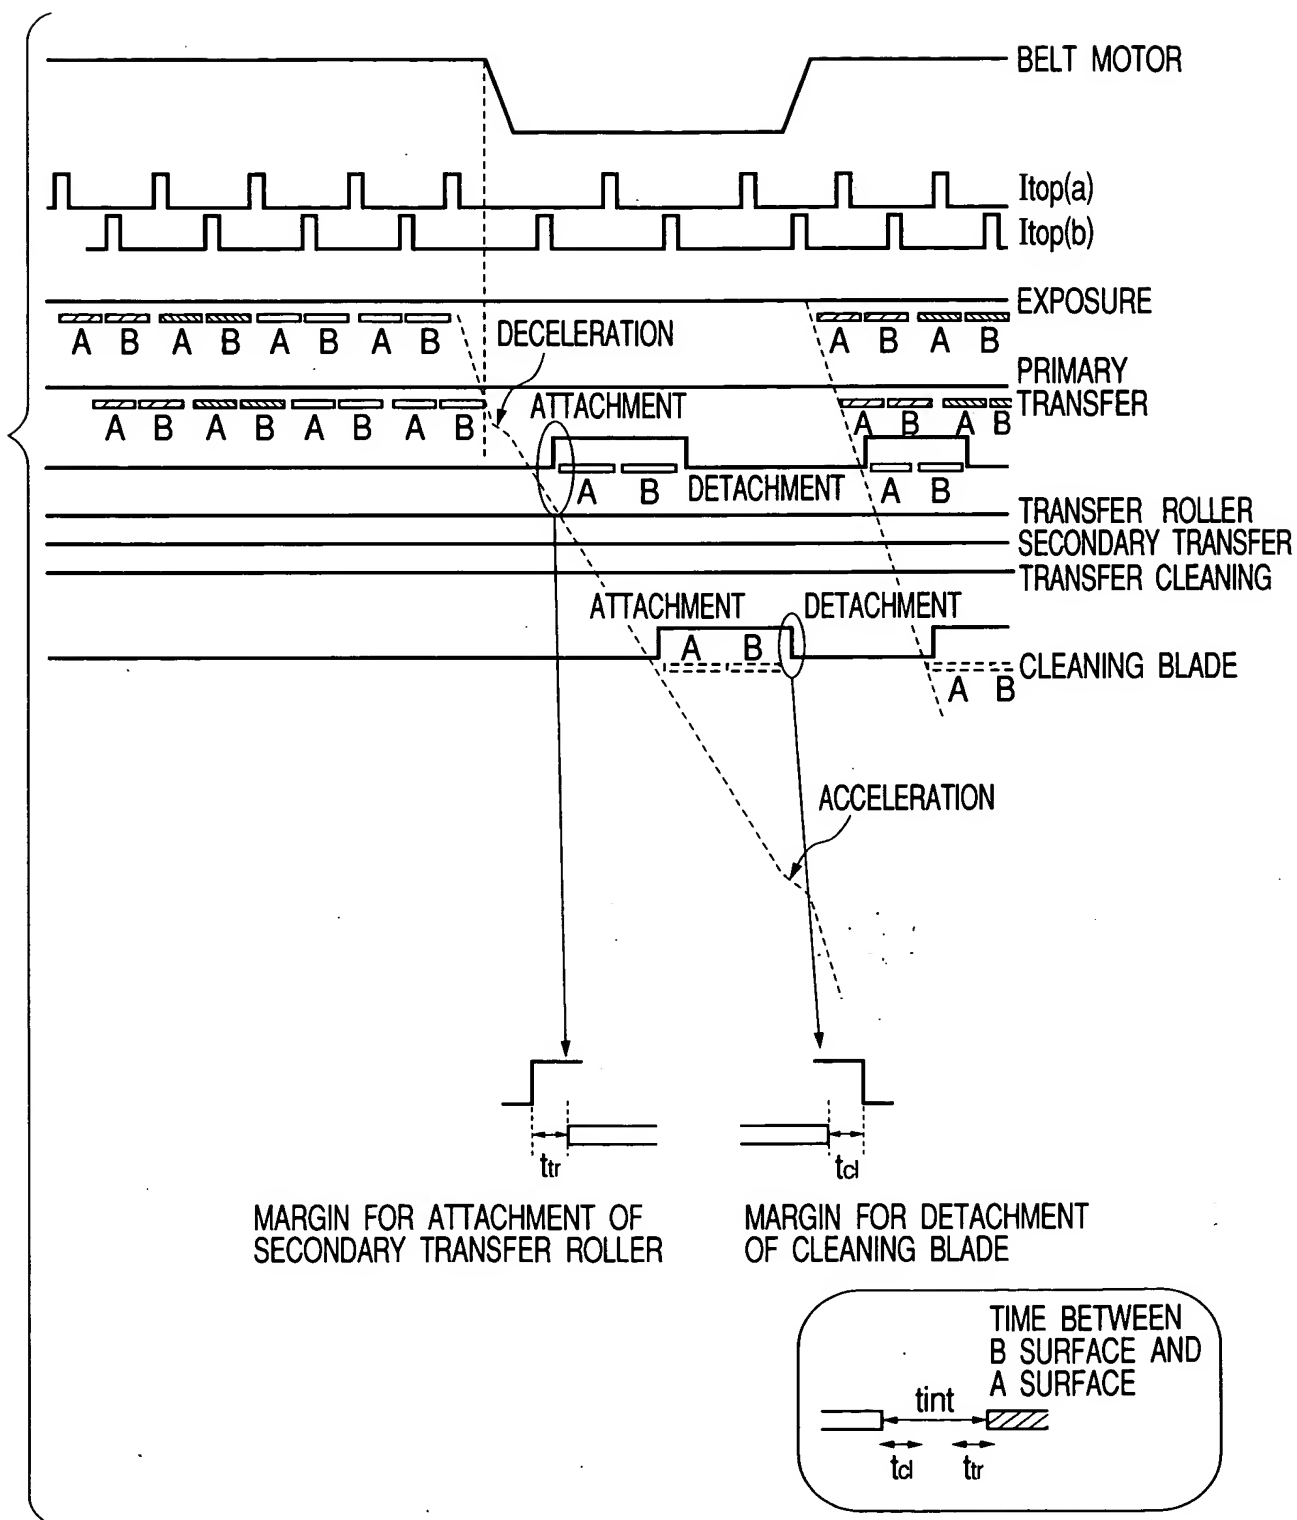 BELT MOTOR
Itop(a)
Itop(b)
EXPOSURE
A B A B A B A B A B A B
DECELERATION
PRIMARY
TRANSFER
ATTACHMENT
A B A B A B A B A B A B
A B DETACHMENT A B
TRANSFER ROLLER
SECONDARY TRANSFER
TRANSFER CLEANING
ATTACHMENT DETACHMENT
A B
CLEANING BLADE
A B
ACCELERATION
ttr tcl
MARGIN FOR ATTACHMENT OF
SECONDARY TRANSFER ROLLER
MARGIN FOR DETACHMENT
OF CLEANING BLADE
TIME BETWEEN
B SURFACE AND
A SURFACE
tint
tcl ttr